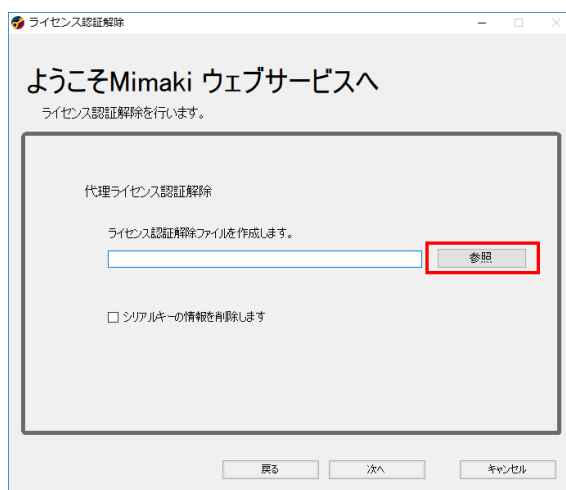 ライセンス認証解除
ようこそMimaki ウェブサービスへ
ライセンス認証解除を行います。
代理ライセンス認証解除
ライセンス認証解除ファイルを作成します。
参照
シリアルキーの情報を削除します
戻る
次へ
キャンセル